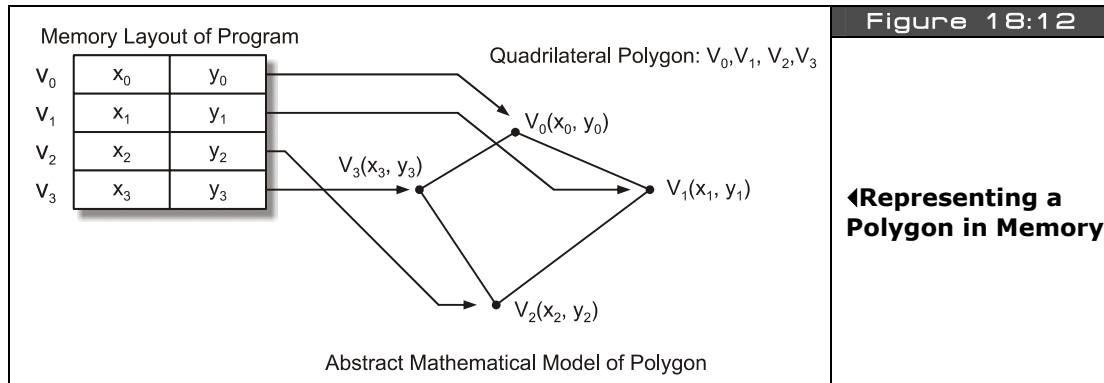 Memory Layout of Program
V₀ x₀ y₀
V₁ x₁ y₁
V₂ x₂ y₂
V₃ x₃ y₃
Quadrilateral Polygon: V₀,V₁, V₂,V₃
V₀(x₀, y₀)
V₃(x₃, y₃)
V₁(x₁, y₁)
V₂(x₂, y₂)
Abstract Mathematical Model of Polygon
Figure 18:12
Representing a
Polygon in Memory